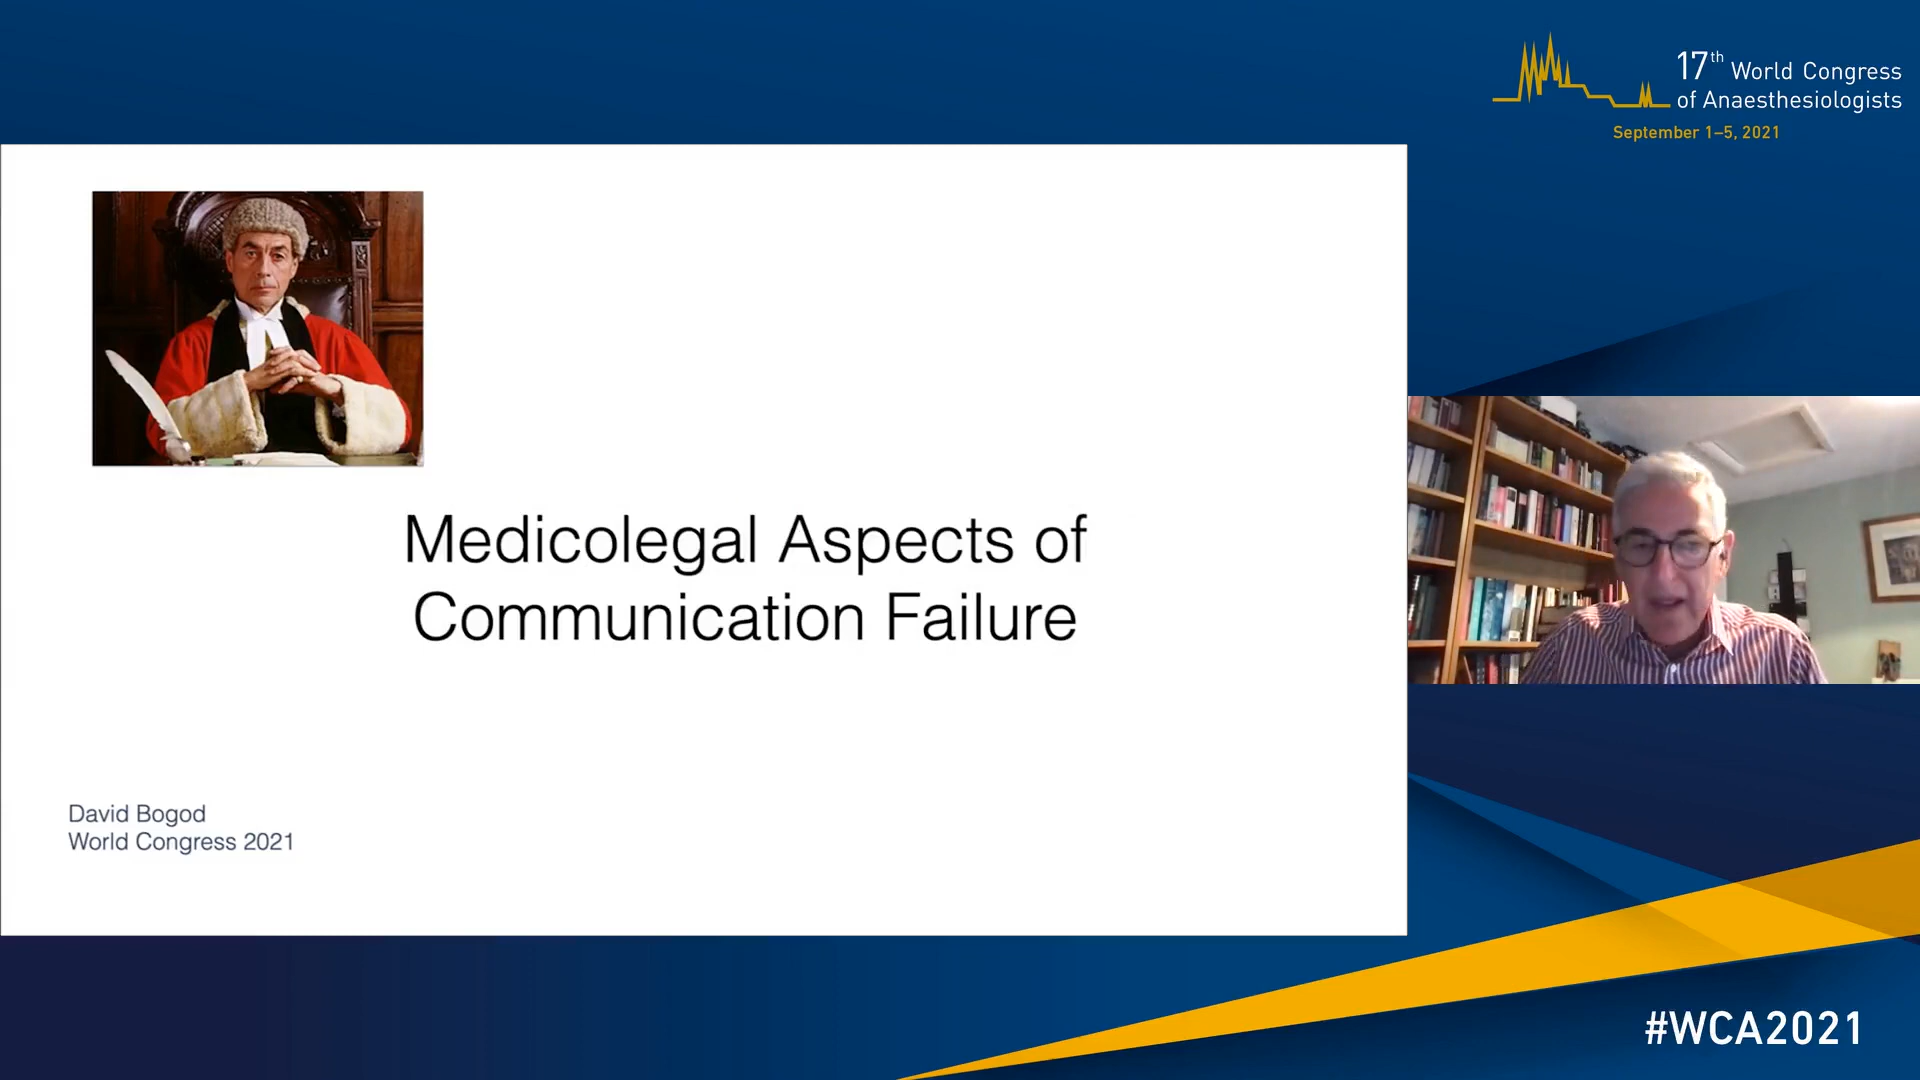 17th World Congress
of Anaesthesiologists
September 1–5, 2021
Medicolegal Aspects of
Communication Failure
David Bogod
World Congress 2021
#WCA2021